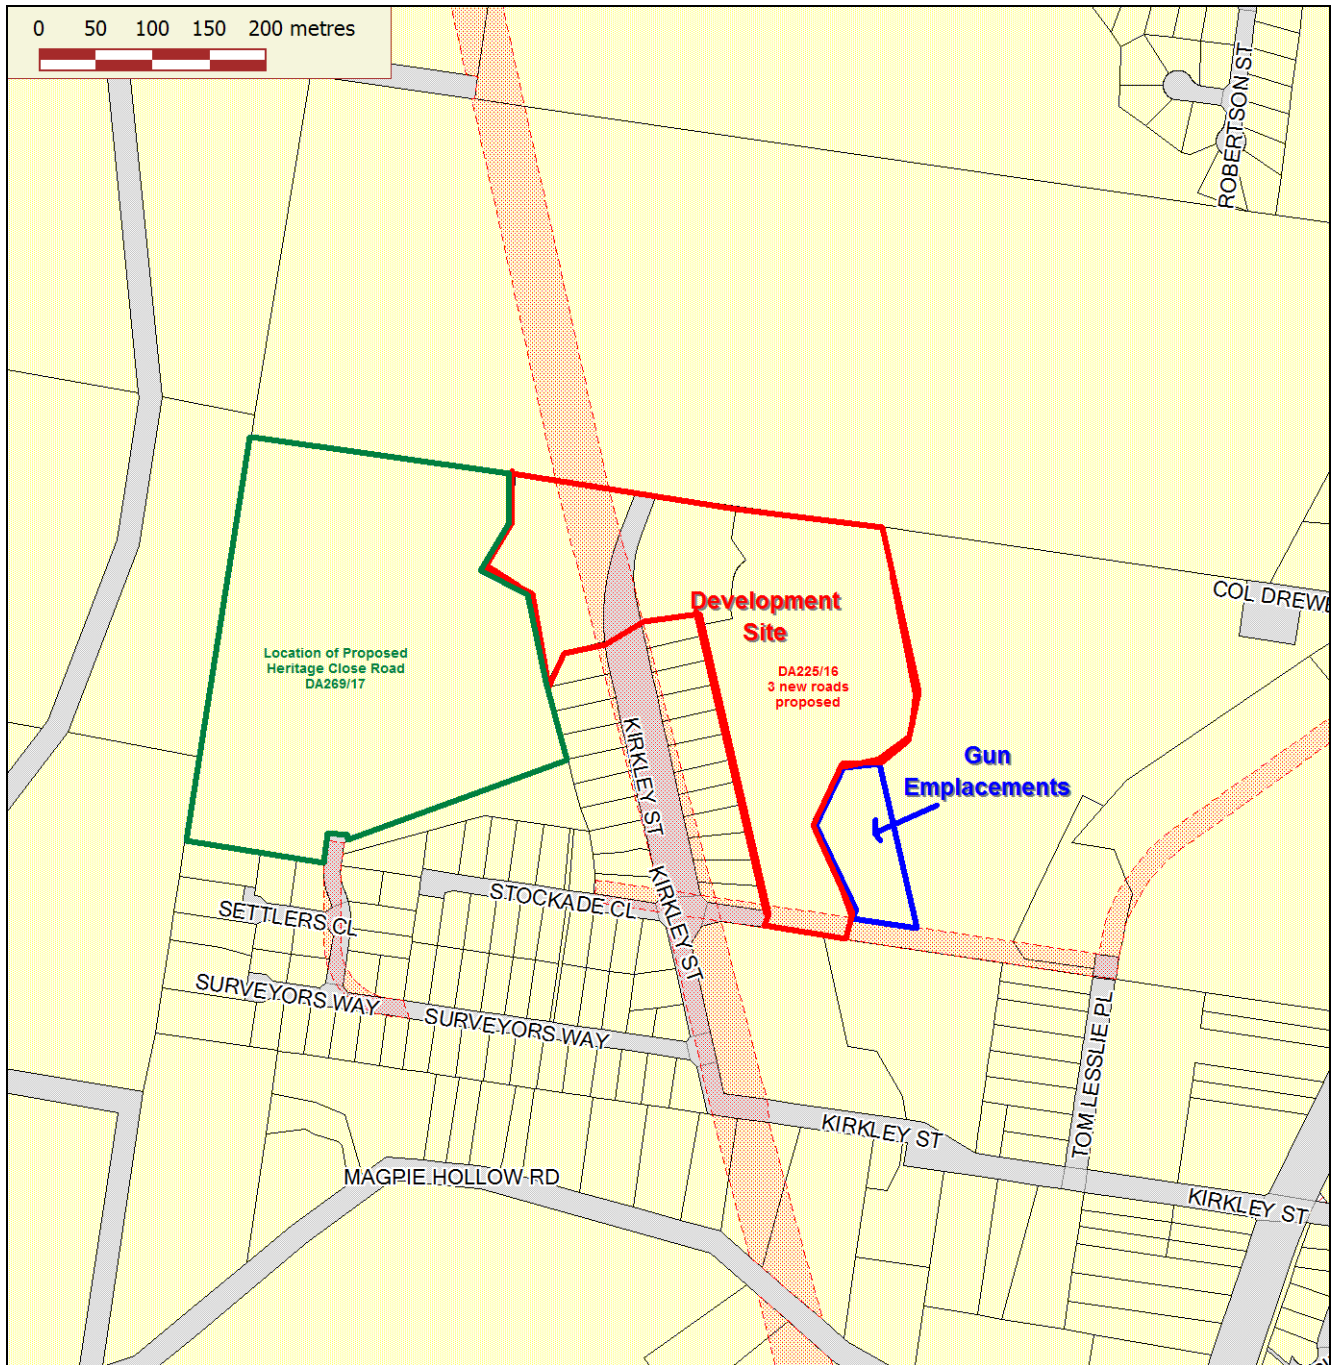 0 50 100 150 200 metres
ROBERTSON ST
COL DREWE
Development
Site
DA225/16
3 new roads
proposed
Location of Proposed
Heritage Close Road
DA269/17
Gun
Emplacements
KIRKLEY ST
KIRKLEY ST
STOCKADE CL
SETTLERS CL
SURVEYORS WAY
SURVEYORS WAY
TOM LESSLIE PL
KIRKLEY ST
MAGPIE HOLLOW RD
KIRKLEY ST